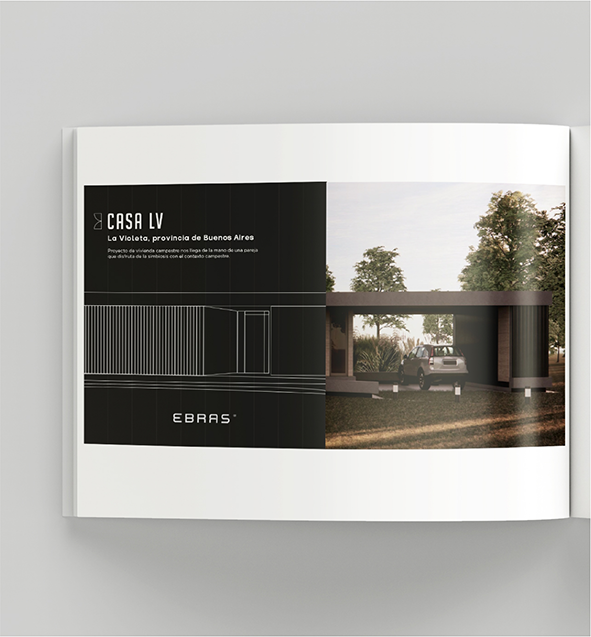 CASA LV
La Violeta, provincia de Buenos Aires
Proyecto de vivienda campestre nos llega de la mano de una pareja
que disfruta de la simbiosis con el contexto campestre.
EBRAS